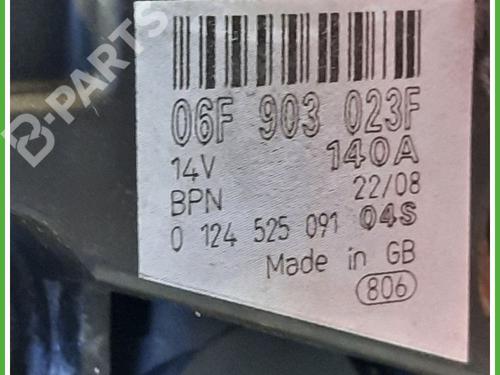 B-PARTS
06F 903 023F
14V 140A
BPN 22/08
0 124 525 091 04S
Made in GB
806